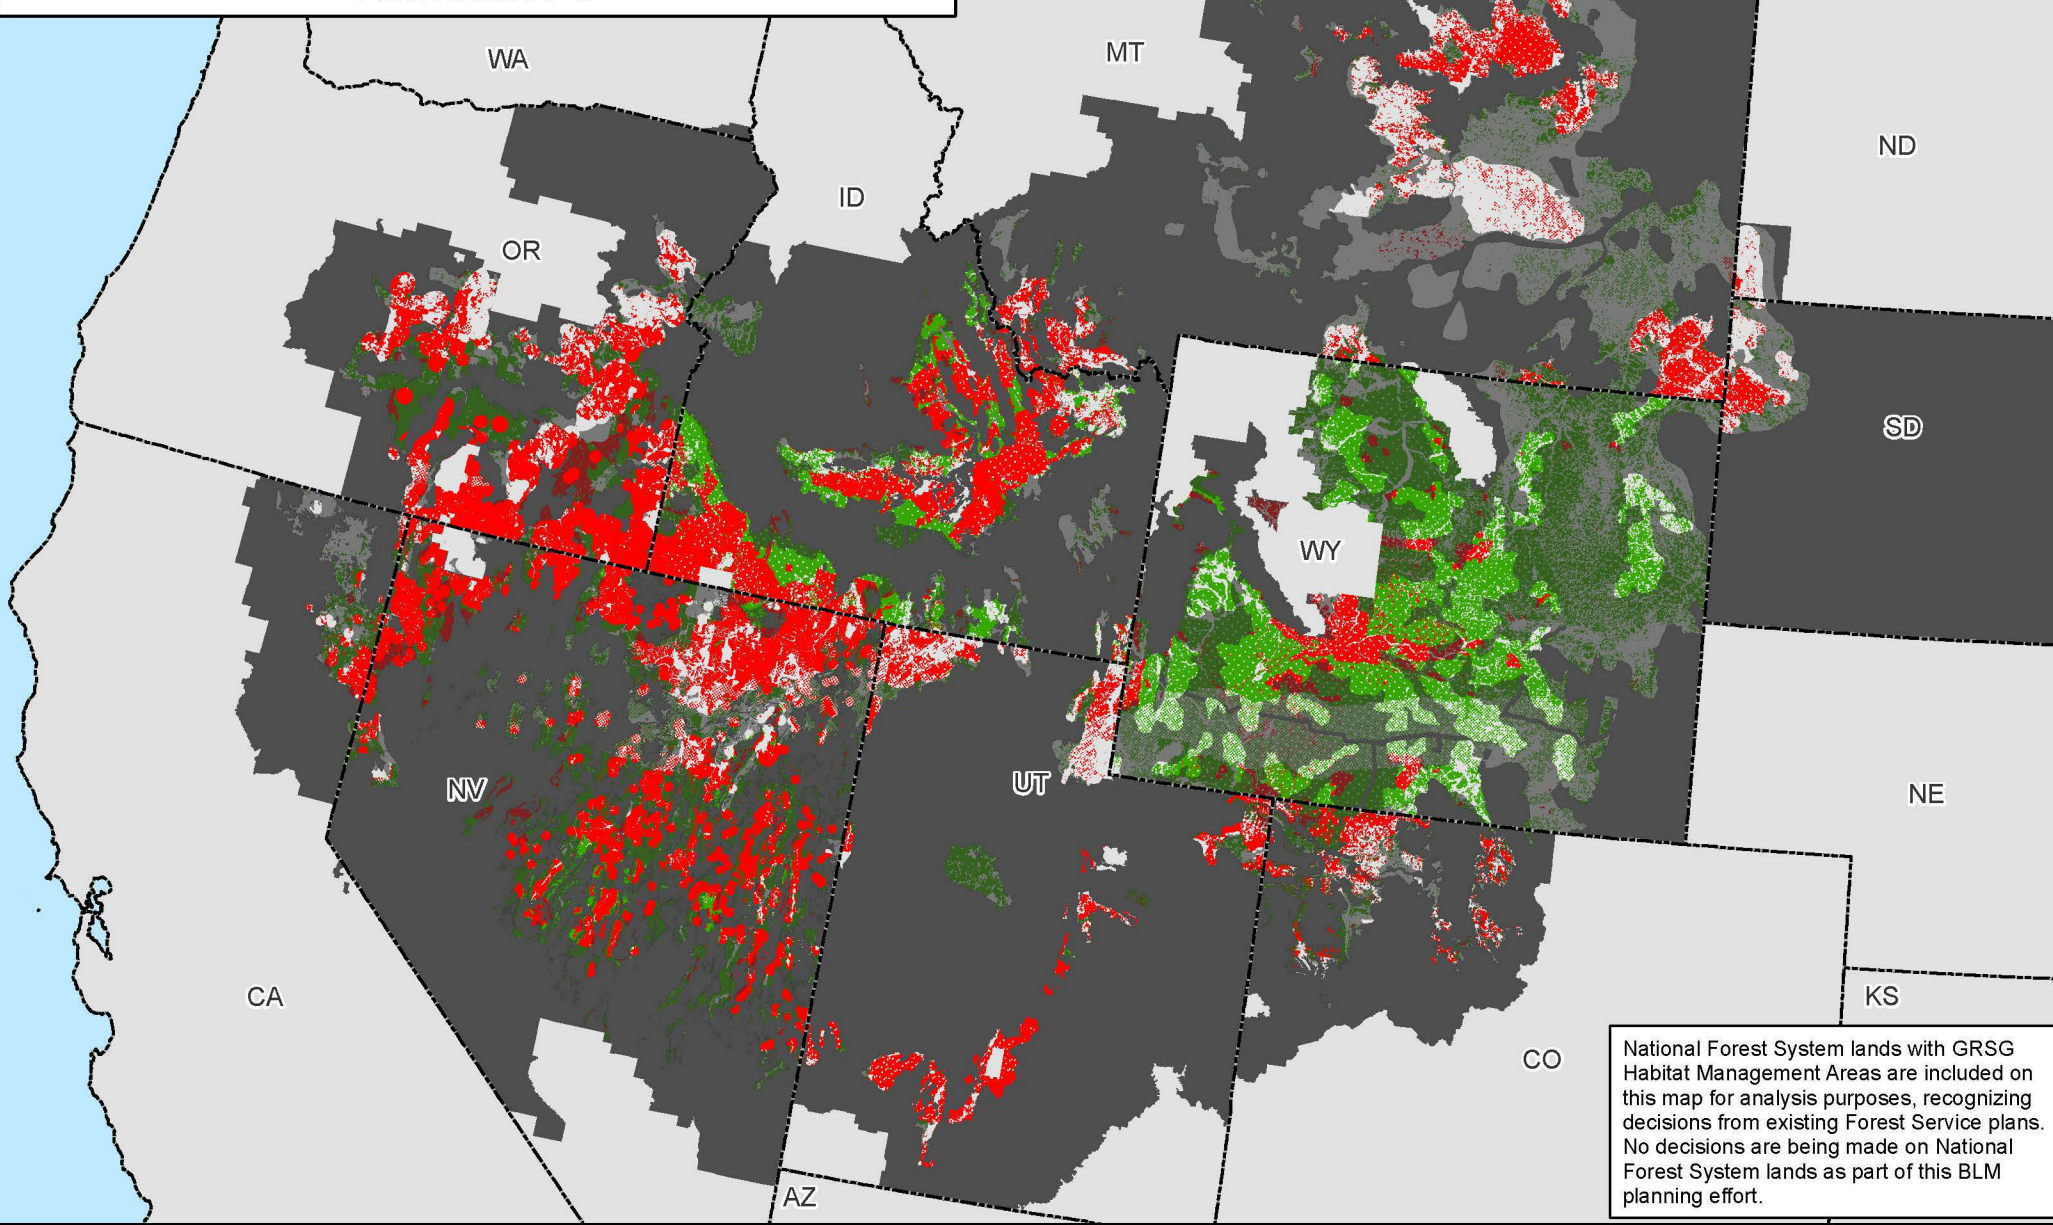 WA
MT
ND
ID
OR
SD
WY
NV
UT
NE
CA
KS
CO
AZ
National Forest System lands with GRSG
Habitat Management Areas are included on
this map for analysis purposes, recognizing
decisions from existing Forest Service plans.
No decisions are being made on National
Forest System lands as part of this BLM
planning effort.